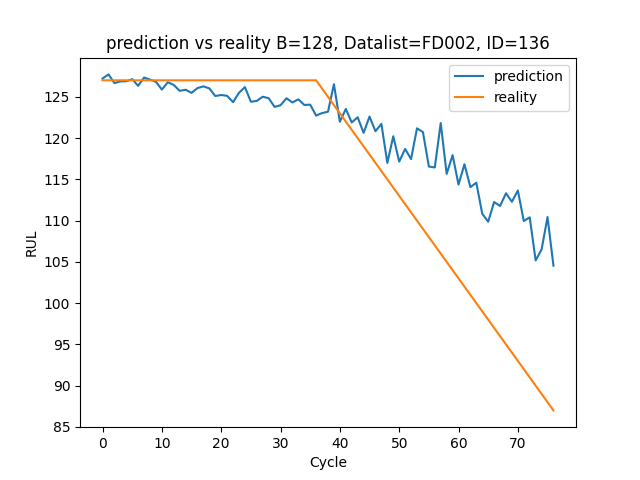 prediction vs reality B=128, Datalist=FD002, ID=136
prediction
reality
RUL
125
120
115
110
105
100
95
90
85
0 10 20 30 40 50 60 70
Cycle